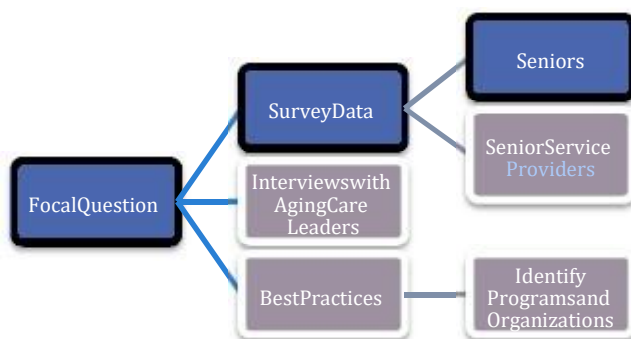 FocalQuestion
SurveyData
Interviewswith
AgingCare
Leaders
BestPractices
Seniors
SeniorService
Providers
Identify
Programsand
Organizations